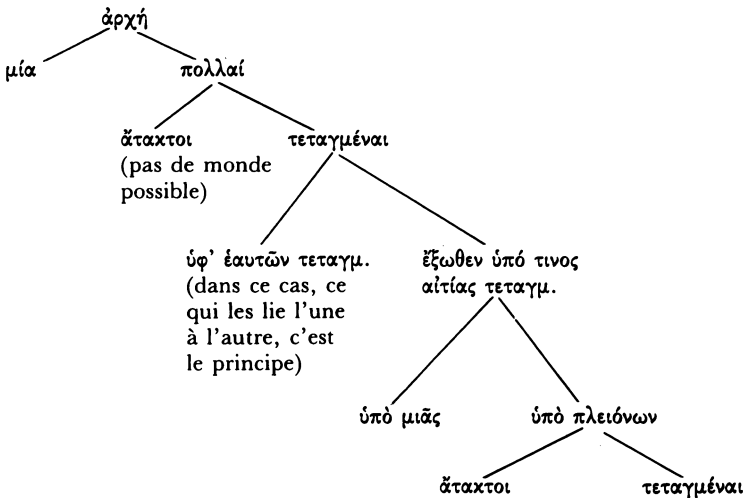 ἀρχή
μία
πολλαί
ἄτακτοι
(pas de monde
possible)
τεταγμέναι
ὑφ’ ἑαυτῶν τεταγμ.
(dans ce cas, ce
qui les lie l’une
à l’autre, c’est
le principe)
ἔξωθεν ὑπό τινος
αἰτίας τεταγμ.
ὑπὸ μιᾶς
ὑπὸ πλειόνων
ἄτακτοι
τεταγμέναι